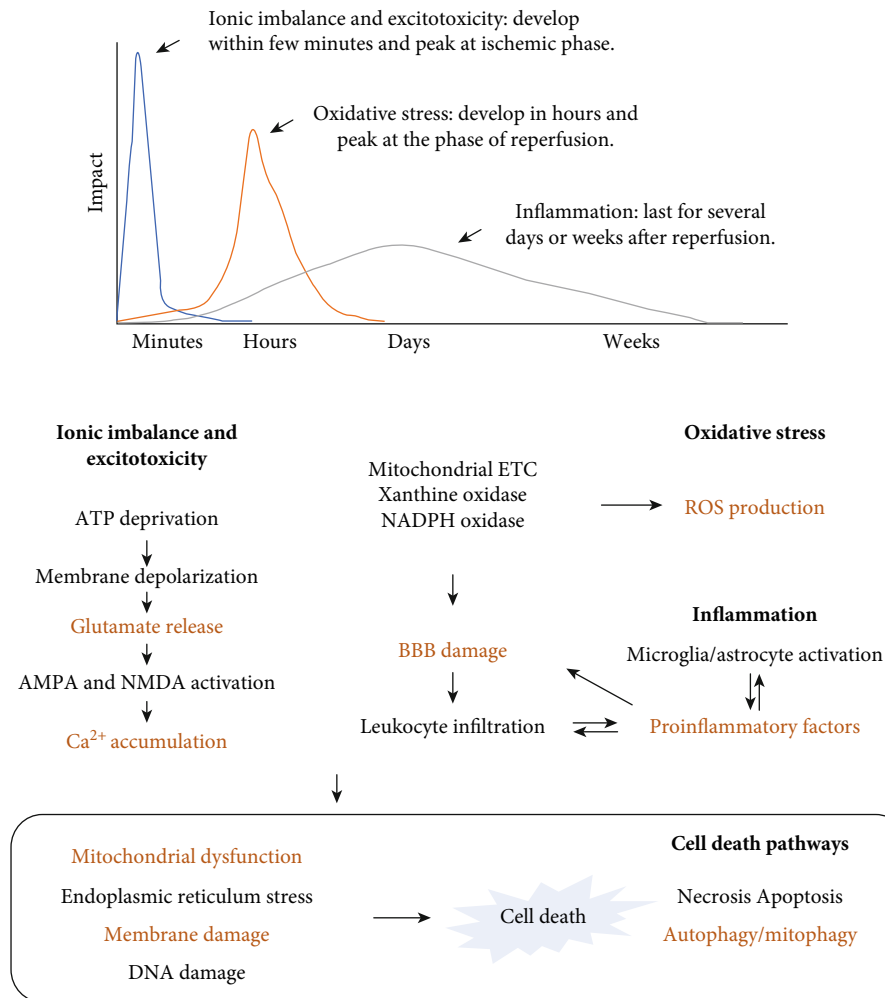 Ionic imbalance and excitotoxicity: develop
within few minutes and peak at ischemic phase.
Oxidative stress: develop in hours and
peak at the phase of reperfusion.
Inflammation: last for several
days or weeks after reperfusion.
Impact
Minutes
Hours
Days
Weeks
Ionic imbalance and
excitotoxicity
ATP deprivation
Membrane depolarization
Glutamate release
AMPA and NMDA activation
Ca²⁺ accumulation
Mitochondrial ETC
Xanthine oxidase
NADPH oxidase
BBB damage
Leukocyte infiltration
Oxidative stress
ROS production
Inflammation
Microglia/astrocyte activation
Proinflammatory factors
Mitochondrial dysfunction
Endoplasmic reticulum stress
Membrane damage
DNA damage
Cell death
Cell death pathways
Necrosis Apoptosis
Autophagy/mitophagy